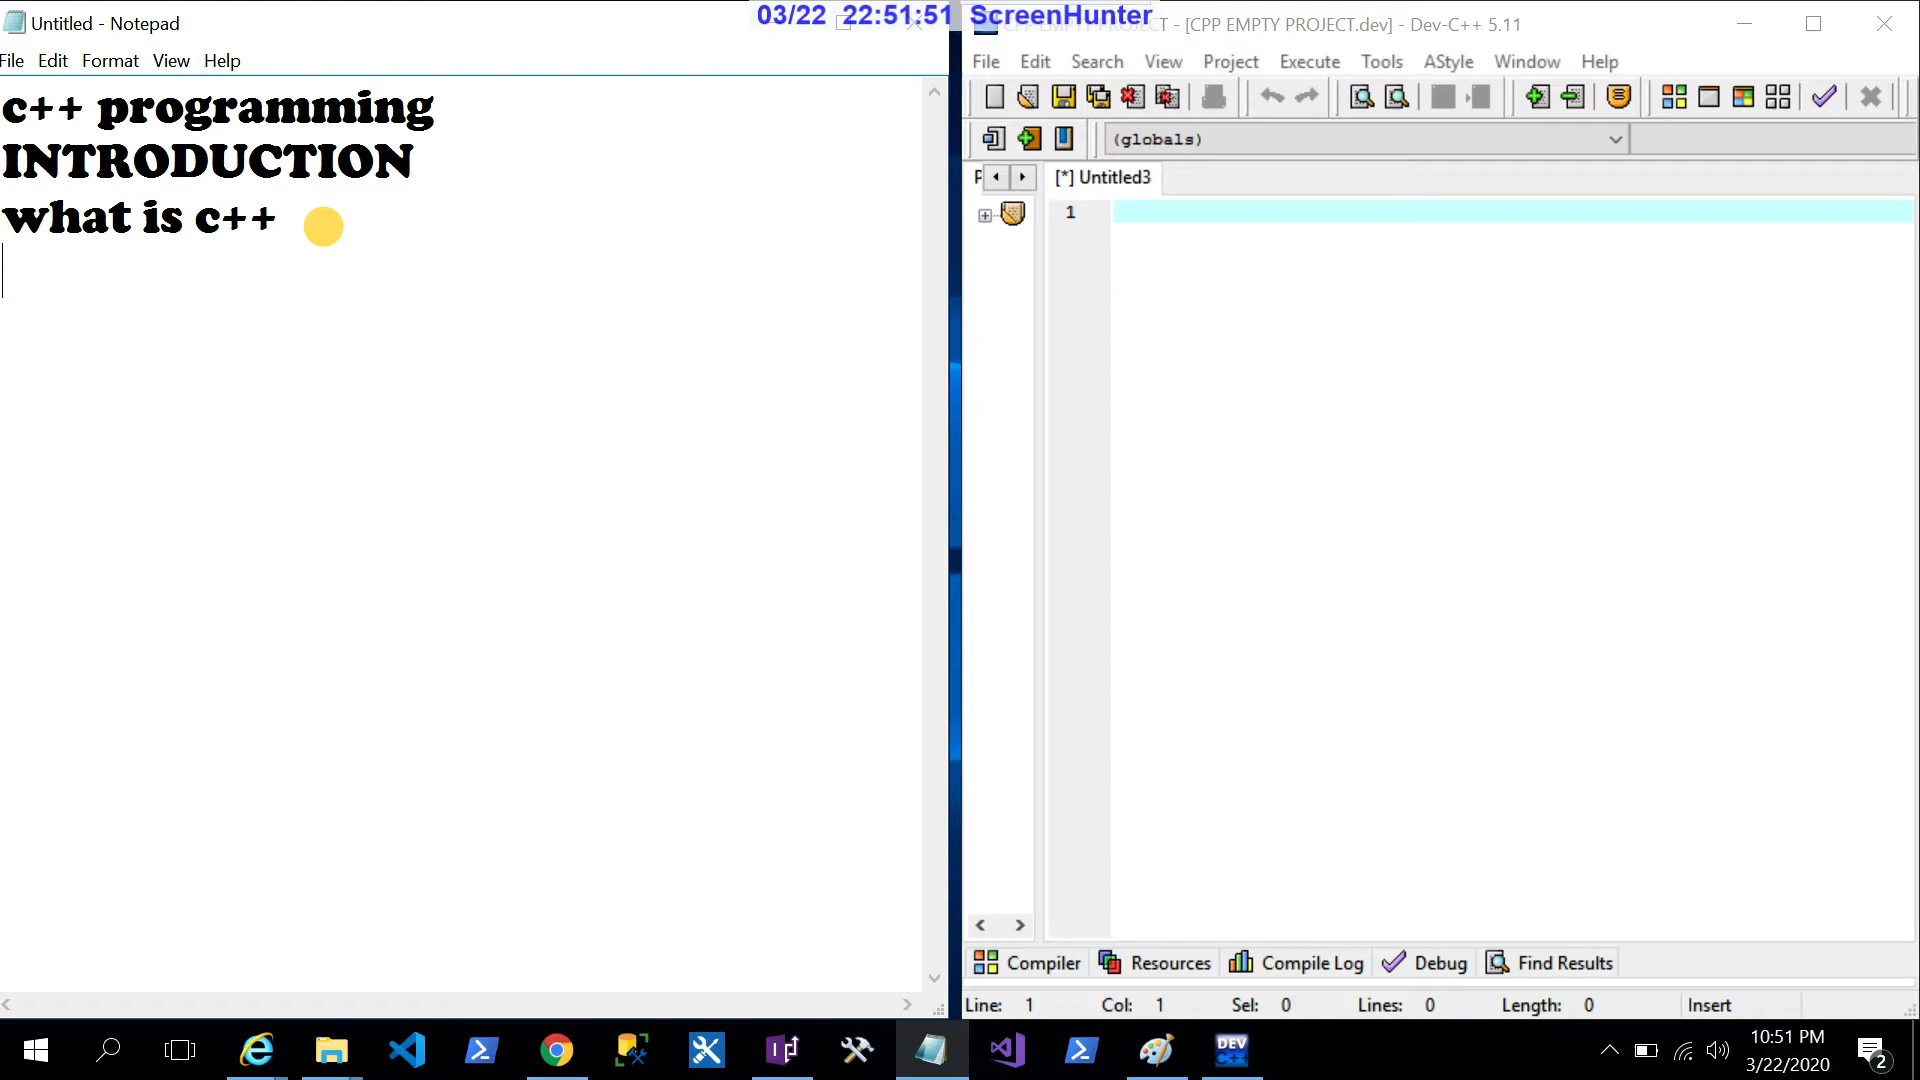 Untitled - Notepad
File Edit Format View Help
c++ programming
INTRODUCTION
what is c++
03/22 22:51:51 ScreenHunter
- [CPP EMPTY PROJECT.dev] - Dev-C++ 5.11
File Edit Search View Project Execute Tools AStyle Window Help
(globals)
[*] Untitled3
1
Compiler Resources Compile Log Debug Find Results
Line: 1 Col: 1 Sel: 0 Lines: 0 Length: 0 Insert
DEV C++
10:51 PM
3/22/2020
2